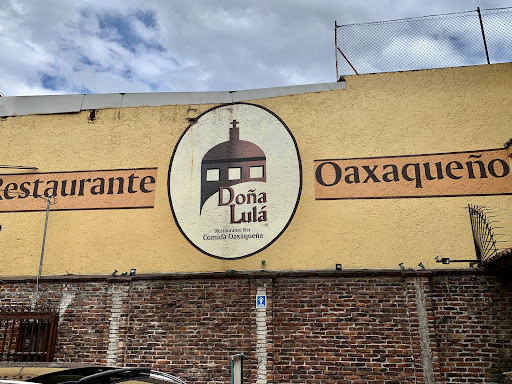 Restaurante
Doña
Lulá
Restaurante Bar
Comida Oaxaqueña
Oaxaqueño